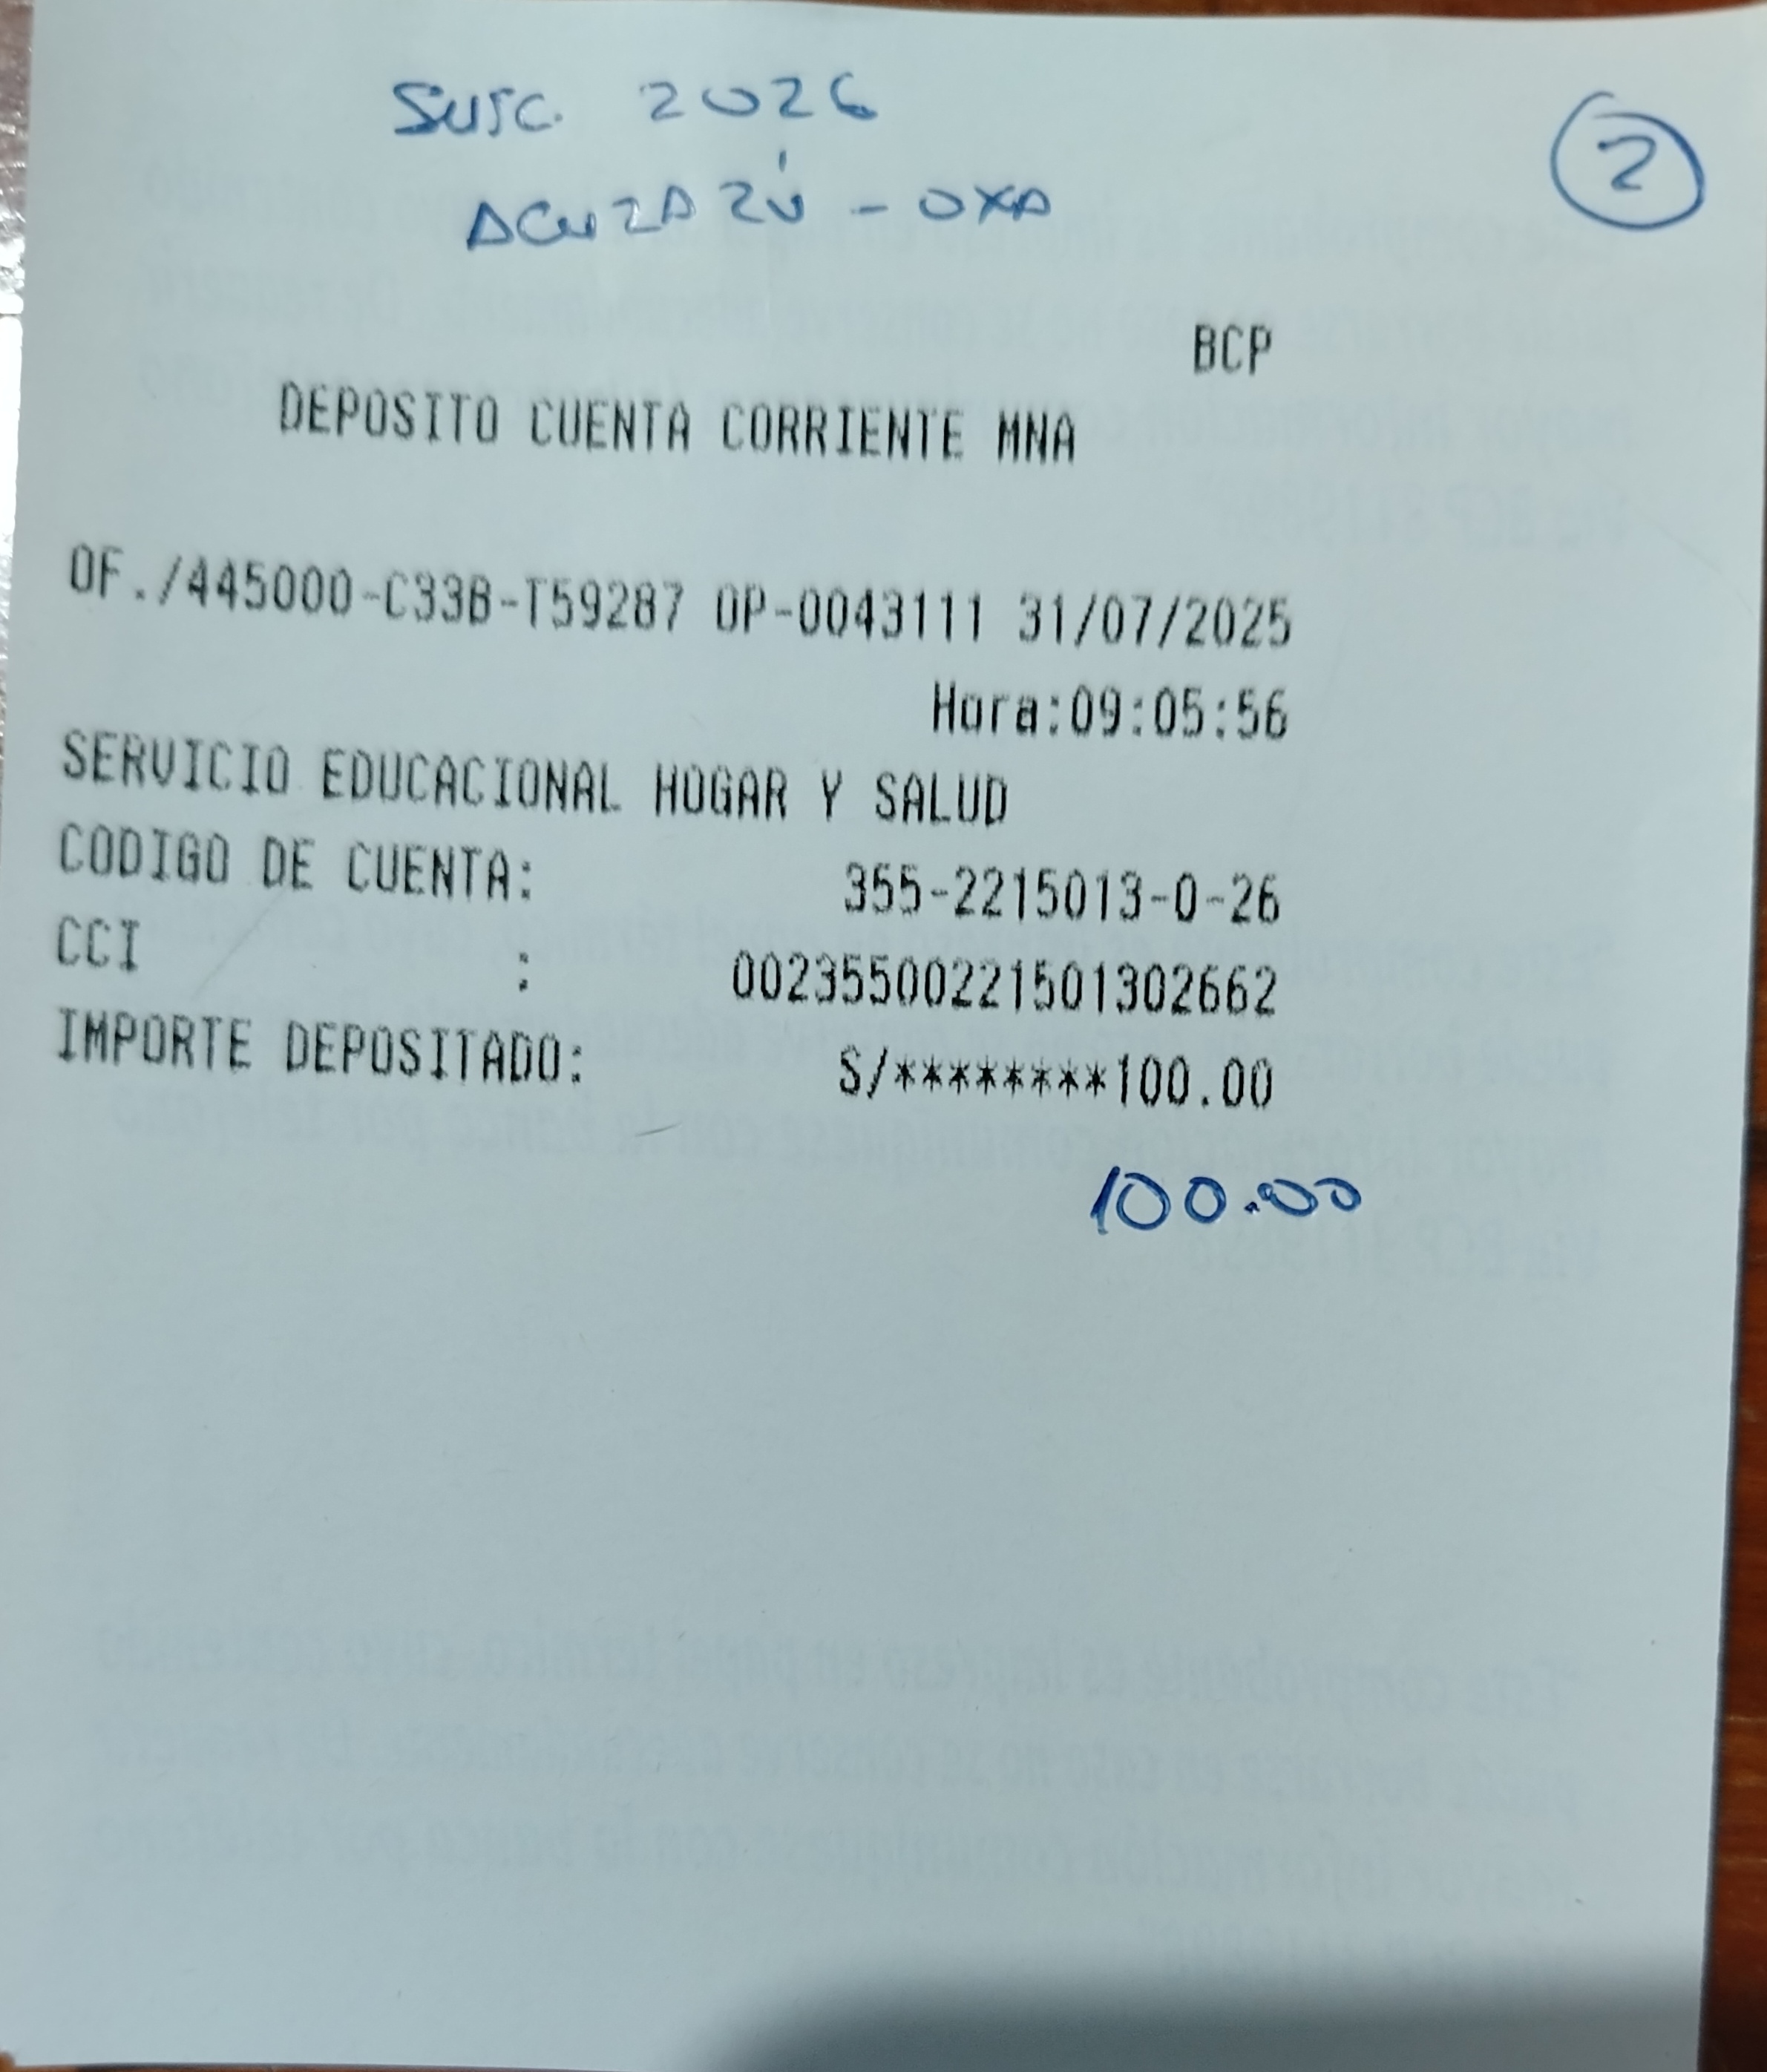 SUSC. 2026
2
ACUZAZÚ - OXA
BCP
DEPOSITO CUENTA CORRIENTE MNA
OF./445000-C33B-T59287 OP-0043111 31/07/2025
Hora:09:05:56
SERVICIO EDUCACIONAL HOGAR Y SALUD
CODIGO DE CUENTA: 355-2215013-0-26
CCI : 00235500221501302662
IMPORTE DEPOSITADO: S/********100.00
100.00